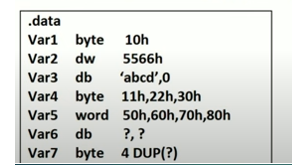 .data
Var1 byte 10h
Var2 dw 5566h
Var3 db ‘abcd’,0
Var4 byte 11h,22h,30h
Var5 word 50h,60h,70h,80h
Var6 db ?, ?
Var7 byte 4 DUP(?)